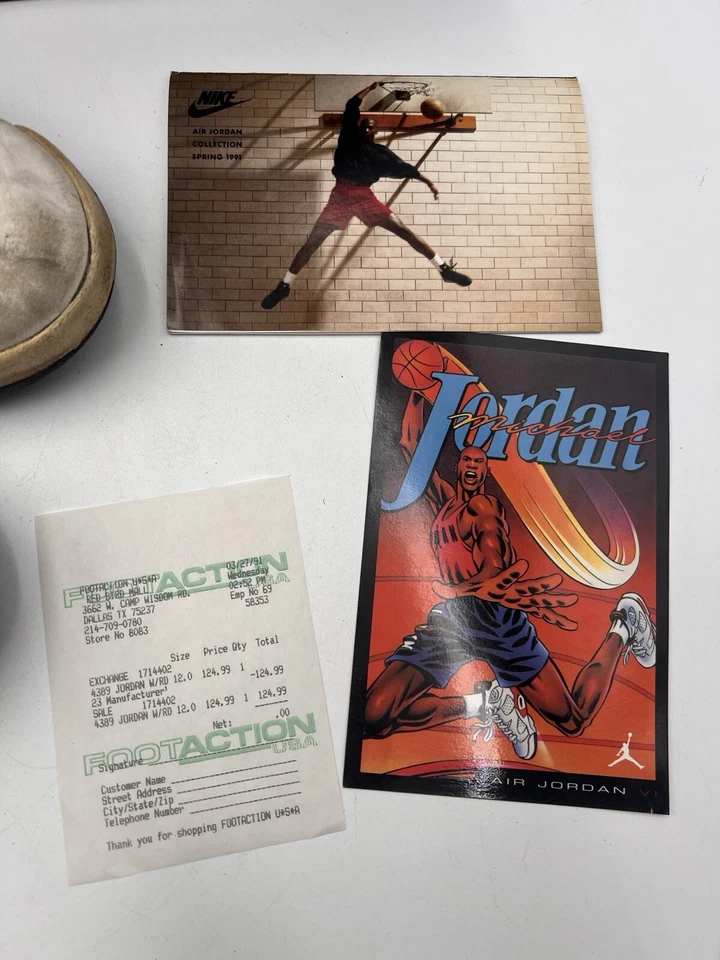 NIKE
AIR JORDAN
COLLECTION
SPRING 1991
Jordan
Michael
AIR JORDAN VI
FOOTACTION
USA
FOOTACTION U*S*A 03/27/91
RED BIRD MALL Wednesday
3662 W. CAMP WISDOM RD. 02:52 PM
DALLAS TX 75237 Emp No 69
214-709-0780 58353
Store No 8083
Size Price Qty Total
EXCHANGE 1714402
4389 JORDAN W/RD 12.0 124.99 1 -124.99
23 Manufacturer'
SALE 1714402
4389 JORDAN W/RD 12.0 124.99 1 124.99
Net: .00
FOOTACTION
USA
Signature
Customer Name
Street Address
City/State/Zip
Telephone Number
Thank you for shopping FOOTACTION U*S*A